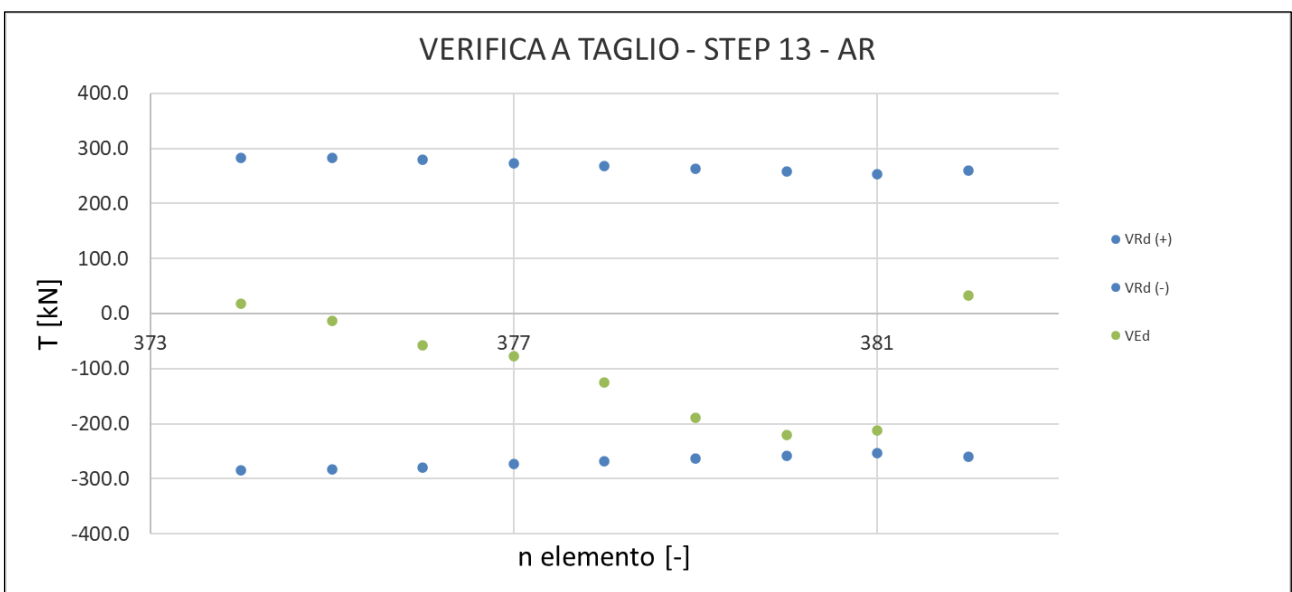 VERIFICA A TAGLIO - STEP 13 - AR
400.0
300.0
200.0
100.0
0.0
-100.0
-200.0
-300.0
-400.0
T [kN]
373
377
381
n elemento [-]
VRd (+)
VRd (-)
VEd